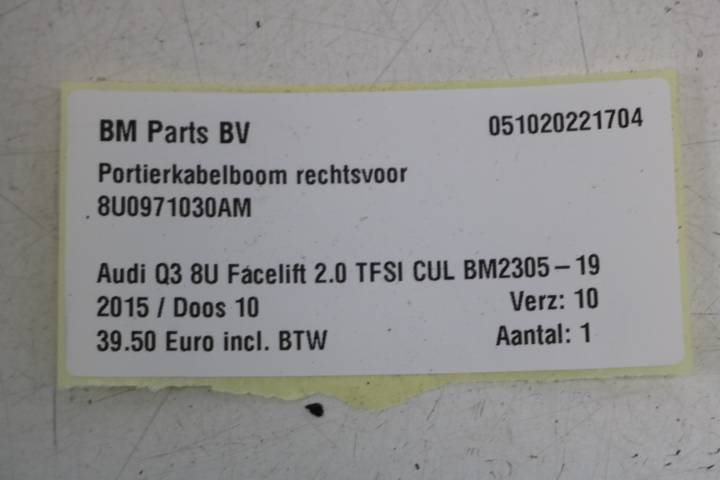 BM Parts BV 051020221704
Portierkabelboom rechtsvoor
8U0971030AM
Audi Q3 8U Facelift 2.0 TFSI CUL BM2305-19
2015 / Doos 10 Verz: 10
39.50 Euro incl. BTW Aantal: 1